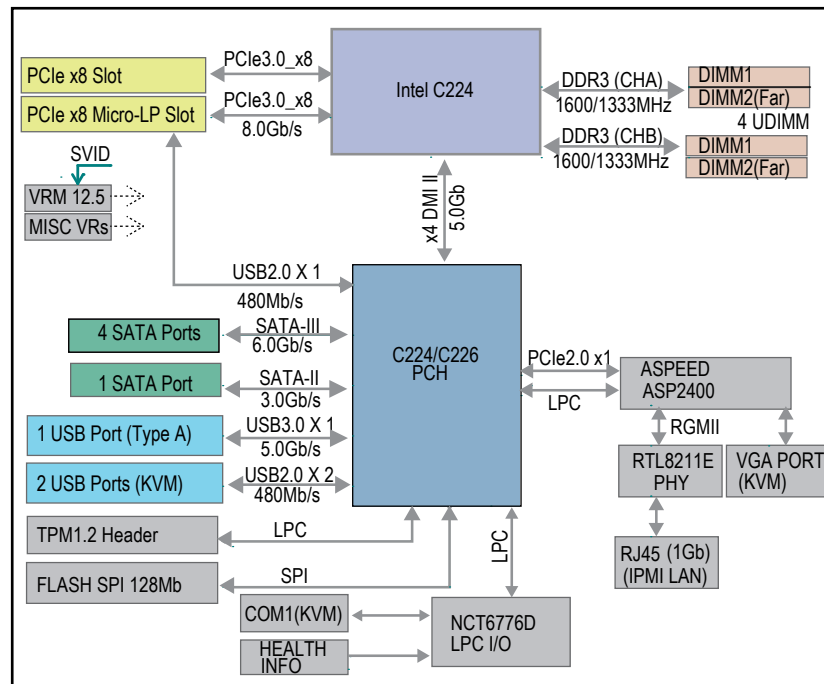 PCIe x8 Slot
PCIe3.0_x8
PCIe x8 Micro-LP Slot
PCIe3.0_x8
8.0Gb/s
Intel C224
DDR3 (CHA)
1600/1333MHz
DIMM1
DIMM2(Far)
4 UDIMM
DDR3 (CHB)
1600/1333MHz
DIMM1
DIMM2(Far)
SVID
VRM 12.5
MISC VRs
x4 DMI II
5.0Gb
USB2.0 X 1
480Mb/s
4 SATA Ports
SATA-III
6.0Gb/s
1 SATA Port
SATA-II
3.0Gb/s
1 USB Port (Type A)
USB3.0 X 1
5.0Gb/s
2 USB Ports (KVM)
USB2.0 X 2
480Mb/s
C224/C226
PCH
PCIe2.0 x1
LPC
ASPEED
ASP2400
RGMII
RTL8211E
PHY
VGA PORT
(KVM)
RJ45 (1Gb)
(IPMI LAN)
TPM1.2 Header
LPC
FLASH SPI 128Mb
SPI
LPC
COM1(KVM)
HEALTH
INFO
NCT6776D
LPC I/O